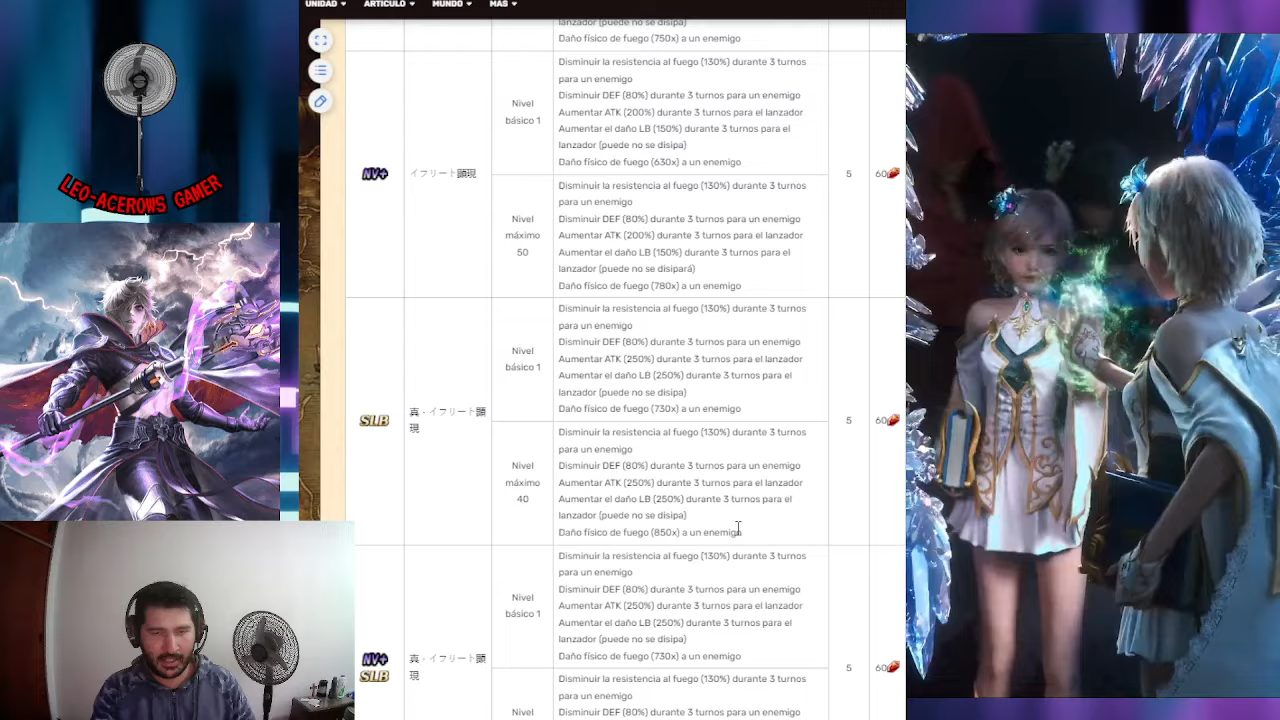 UNIDAD ▾ ARTÍCULO ▾ MUNDO ▾ MÁS ▾
LEO-ACEROWS GAMER
lanzador (puede no se disipa)
Daño físico de fuego (750x) a un enemigo
NV+
イフリート顕現
Nivel
básico 1
Disminuir la resistencia al fuego (130%) durante 3 turnos
para un enemigo
Disminuir DEF (80%) durante 3 turnos para un enemigo
Aumentar ATK (200%) durante 3 turnos para el lanzador
Aumentar el daño LB (150%) durante 3 turnos para el
lanzador (puede no se disipa)
Daño físico de fuego (630x) a un enemigo
5
60
Nivel
máximo
50
Disminuir la resistencia al fuego (130%) durante 3 turnos
para un enemigo
Disminuir DEF (80%) durante 3 turnos para un enemigo
Aumentar ATK (200%) durante 3 turnos para el lanzador
Aumentar el daño LB (150%) durante 3 turnos para el
lanzador (puede no se disipará)
Daño físico de fuego (780x) a un enemigo
SLB
真・イフリート顕
現
Nivel
básico 1
Disminuir la resistencia al fuego (130%) durante 3 turnos
para un enemigo
Disminuir DEF (80%) durante 3 turnos para un enemigo
Aumentar ATK (250%) durante 3 turnos para el lanzador
Aumentar el daño LB (250%) durante 3 turnos para el
lanzador (puede no se disipa)
Daño físico de fuego (730x) a un enemigo
5
60
Nivel
máximo
40
Disminuir la resistencia al fuego (130%) durante 3 turnos
para un enemigo
Disminuir DEF (80%) durante 3 turnos para un enemigo
Aumentar ATK (250%) durante 3 turnos para el lanzador
Aumentar el daño LB (250%) durante 3 turnos para el
lanzador (puede no se disipa)
Daño físico de fuego (850x) a un enemigo
NV+
SLB
真・イフリート顕
現
Nivel
básico 1
Disminuir la resistencia al fuego (130%) durante 3 turnos
para un enemigo
Disminuir DEF (80%) durante 3 turnos para un enemigo
Aumentar ATK (250%) durante 3 turnos para el lanzador
Aumentar el daño LB (250%) durante 3 turnos para el
lanzador (puede no se disipa)
Daño físico de fuego (730x) a un enemigo
5
60
Nivel
Disminuir la resistencia al fuego (130%) durante 3 turnos
para un enemigo
Disminuir DEF (80%) durante 3 turnos para un enemigo